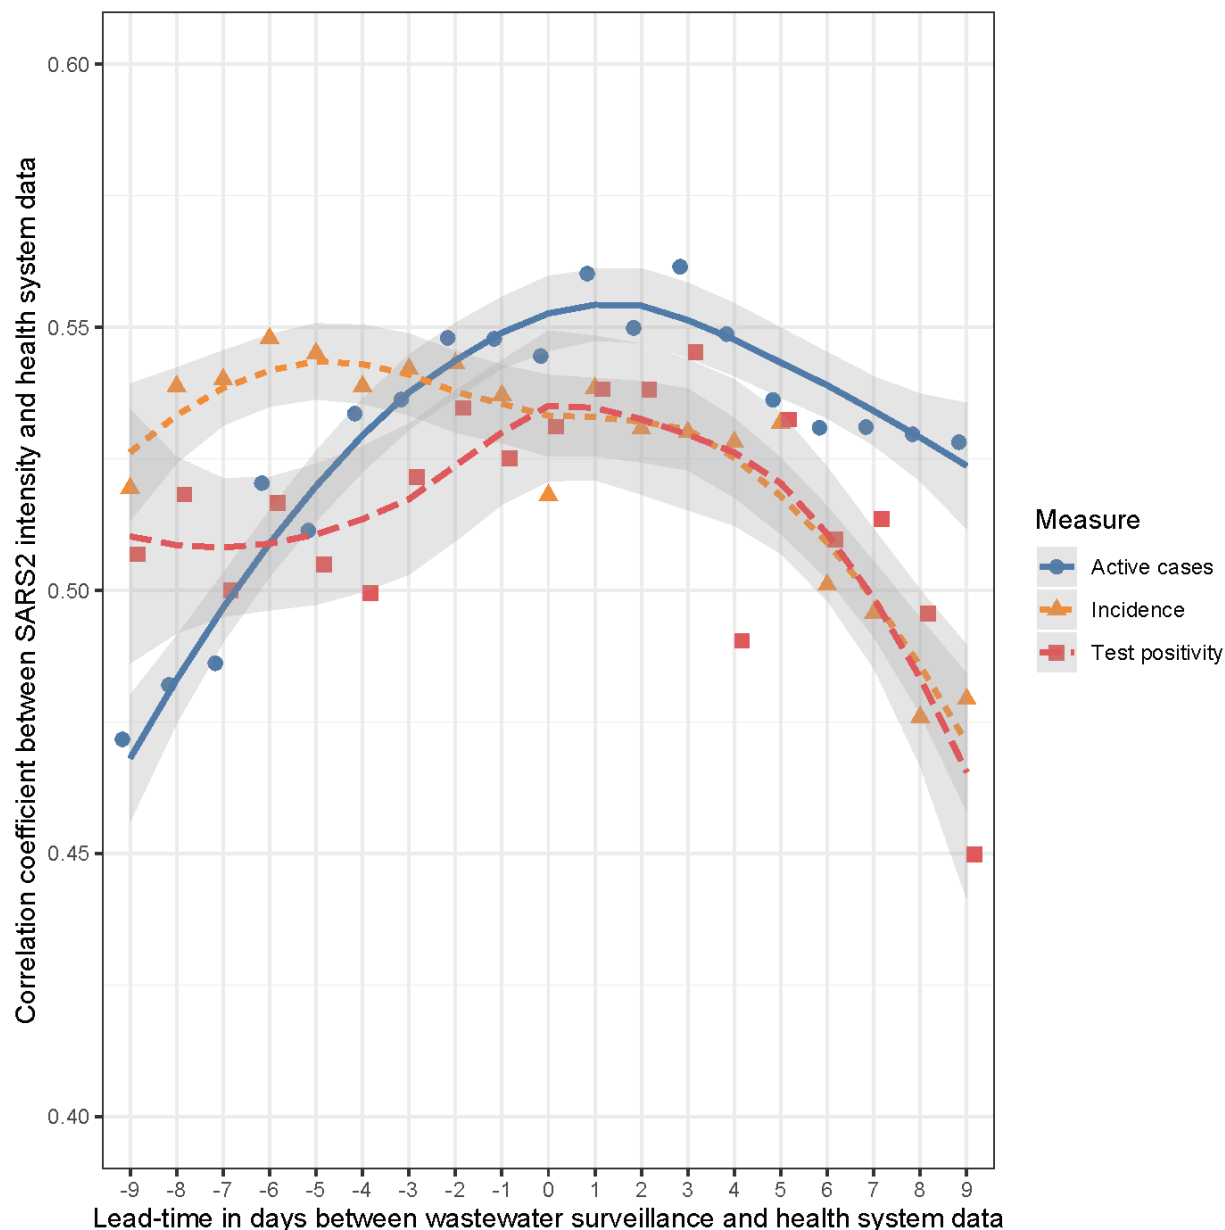 Correlation coefficient between SARS2 intensity and health system data
0.60
0.55
0.50
0.45
0.40
-9 -8 -7 -6 -5 -4 -3 -2 -1 0 1 2 3 4 5 6 7 8 9
Lead-time in days between wastewater surveillance and health system data
Measure
Active cases
Incidence
Test positivity